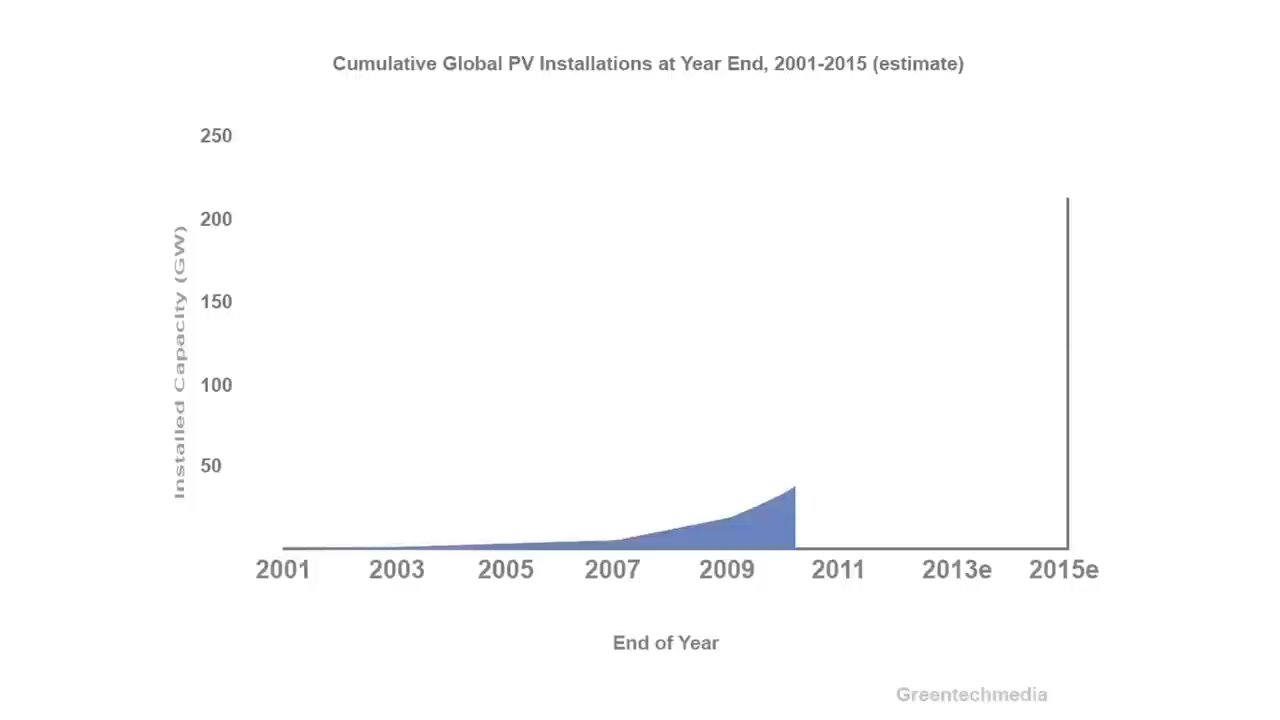 Cumulative Global PV Installations at Year End, 2001-2015 (estimate)
250
200
150
100
50
Installed Capacity (GW)
2001 2003 2005 2007 2009 2011 2013e 2015e
End of Year
Greentechmedia